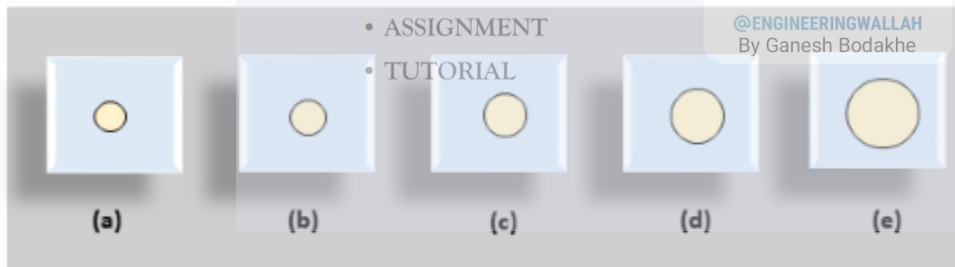 • ASSIGNMENT
• TUTORIAL
@ENGINEERINGWALLAH
By Ganesh Bodakhe
(a) (b) (c) (d) (e)